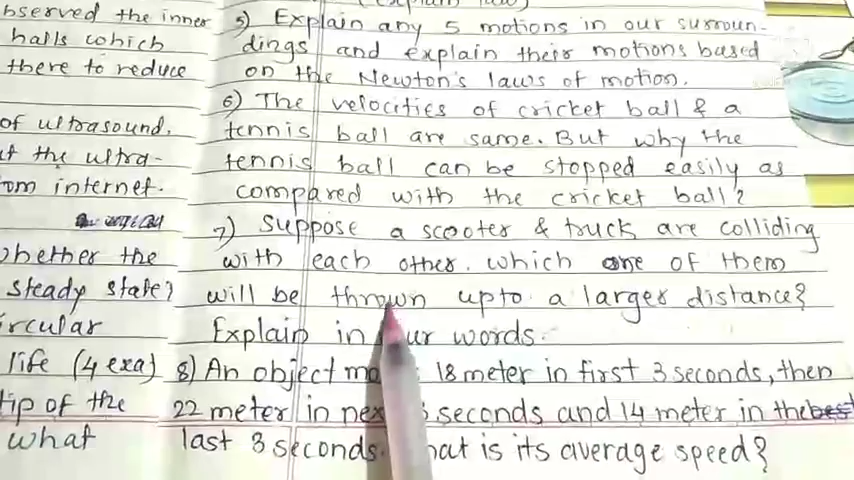 bserved the inner
halls which
there to reduce
of ultrasound.
the ultra-
om internet.
whether the
steady state?
ircular
life (4 exa)
tip of the
what
5) Explain any 5 motions in our surroun-
dings and explain their motions based
on the Newton's laws of motion.
6) The velocities of cricket ball & a
tennis ball are same. But why the
tennis ball can be stopped easily as
compared with the cricket ball?
7) Suppose a scooter & truck are colliding
with each other. which one of them
will be thrown upto a larger distance?
Explain in ur words.
8) An object mo 18 meter in first 3 seconds, then
22 meter in nex 3 seconds and 14 meter in the
last 3 seconds. hat is its average speed?